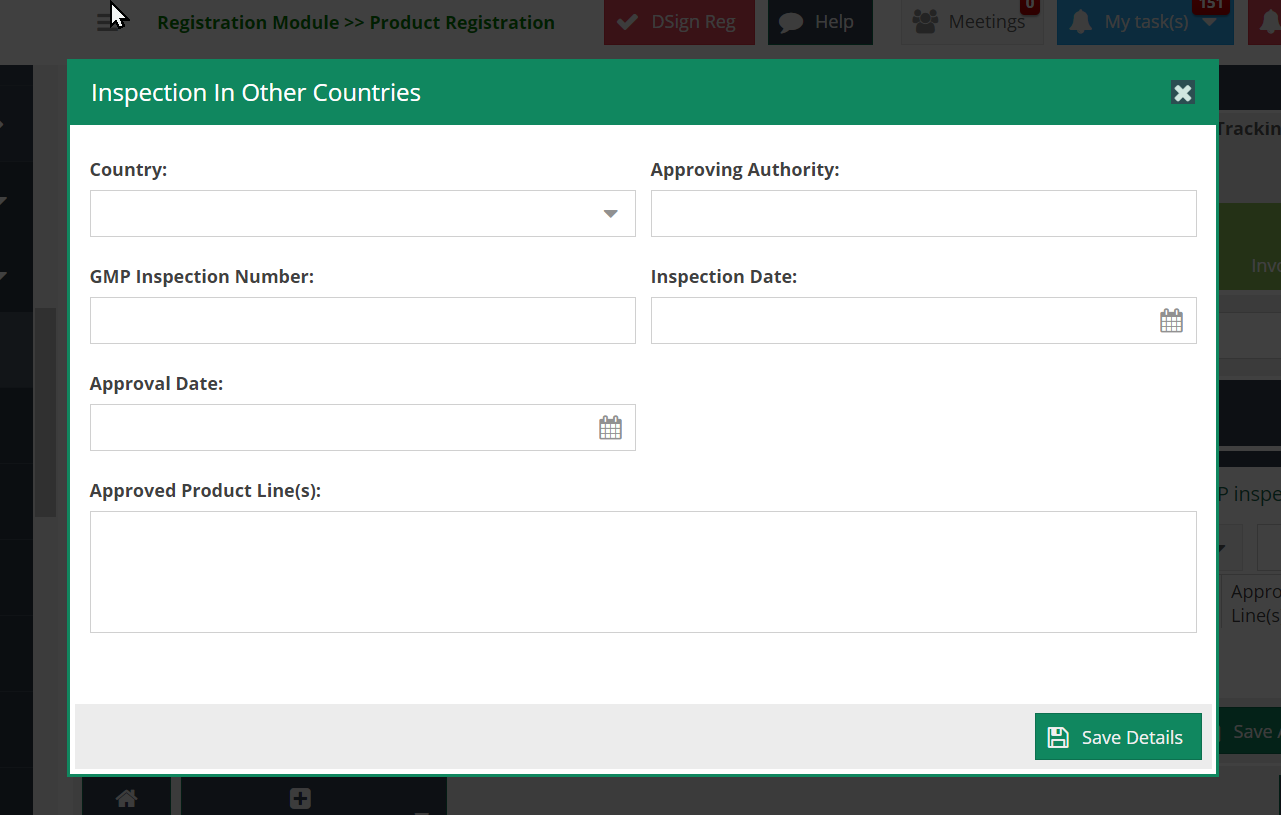 Registration Module >> Product Registration
DSign Reg
Help
Meetings
0
My task(s)
151
Inspection In Other Countries
Country:
Approving Authority:
GMP Inspection Number:
Inspection Date:
Approval Date:
Approved Product Line(s):
Save Details
Trackin
Invo
P inspe
Appro
Line(s
Save A